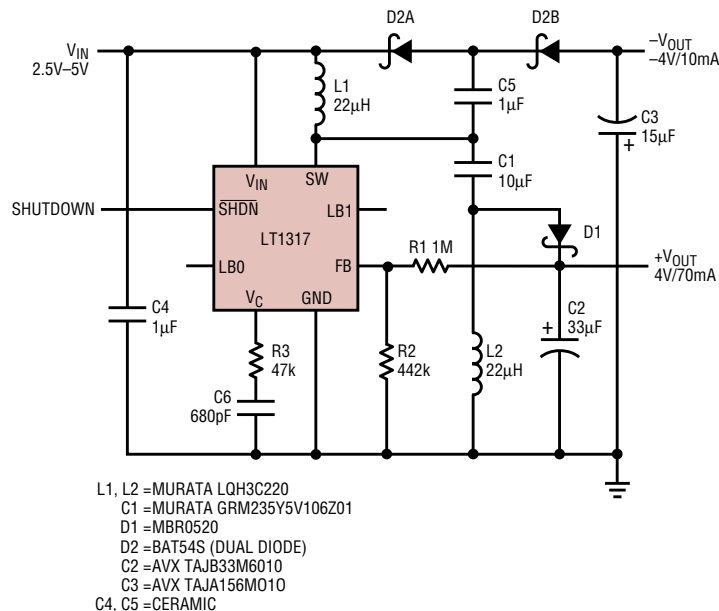 D2A
D2B
VIN
2.5V–5V
–VOUT
–4V/10mA
L1
22µH
C5
1µF
C3
15µF
+
C1
10µF
VIN
SW
SHUTDOWN
SHDN
LB1
LT1317
D1
R1 1M
LB0
FB
+VOUT
4V/70mA
VC
GND
C4
1µF
C2
33µF
+
R3
47k
R2
442k
L2
22µH
C6
680pF
L1, L2 =MURATA LQH3C220
C1 =MURATA GRM235Y5V106Z01
D1 =MBR0520
D2 =BAT54S (DUAL DIODE)
C2 =AVX TAJB33M6010
C3 =AVX TAJA156MO1O
C4, C5 =CERAMIC